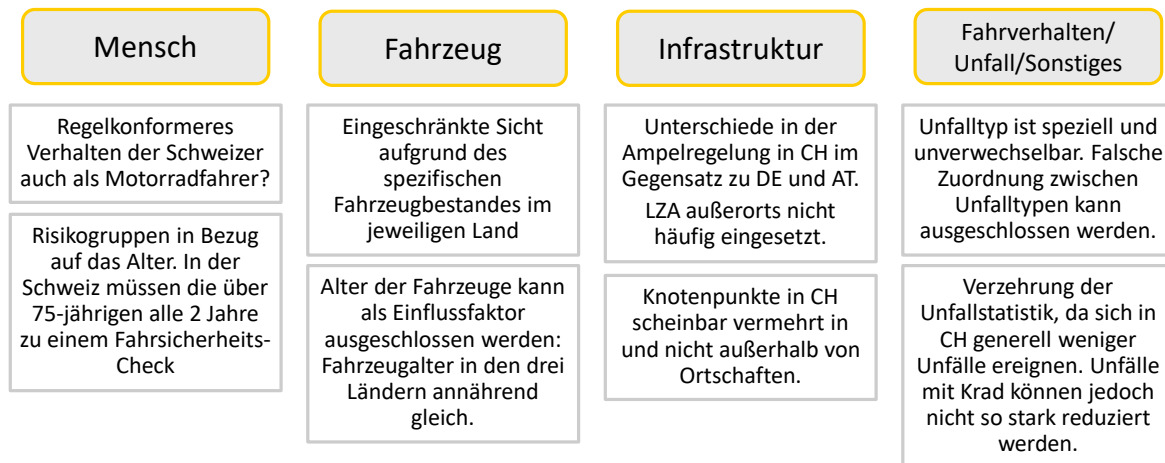 Mensch
Regelkonformeres
Verhalten der Schweizer
auch als Motorradfahrer?
Risikogruppen in Bezug
auf das Alter. In der
Schweiz müssen die über
75-jährigen alle 2 Jahre
zu einem Fahrsicherheits-
Check
Fahrzeug
Eingeschränkte Sicht
aufgrund des
spezifischen
Fahrzeugbestandes im
jeweiligen Land
Alter der Fahrzeuge kann
als Einflussfaktor
ausgeschlossen werden:
Fahrzeugalter in den drei
Ländern annährend
gleich.
Infrastruktur
Unterschiede in der
Ampelregelung in CH im
Gegensatz zu DE und AT.
LZA außerorts nicht
häufig eingesetzt.
Knotenpunkte in CH
scheinbar vermehrt in
und nicht außerhalb von
Ortschaften.
Fahrverhalten/
Unfall/Sonstiges
Unfalltyp ist speziell und
unverwechselbar. Falsche
Zuordnung zwischen
Unfalltypen kann
ausgeschlossen werden.
Verzehrung der
Unfallstatistik, da sich in
CH generell weniger
Unfälle ereignen. Unfälle
mit Krad können jedoch
nicht so stark reduziert
werden.